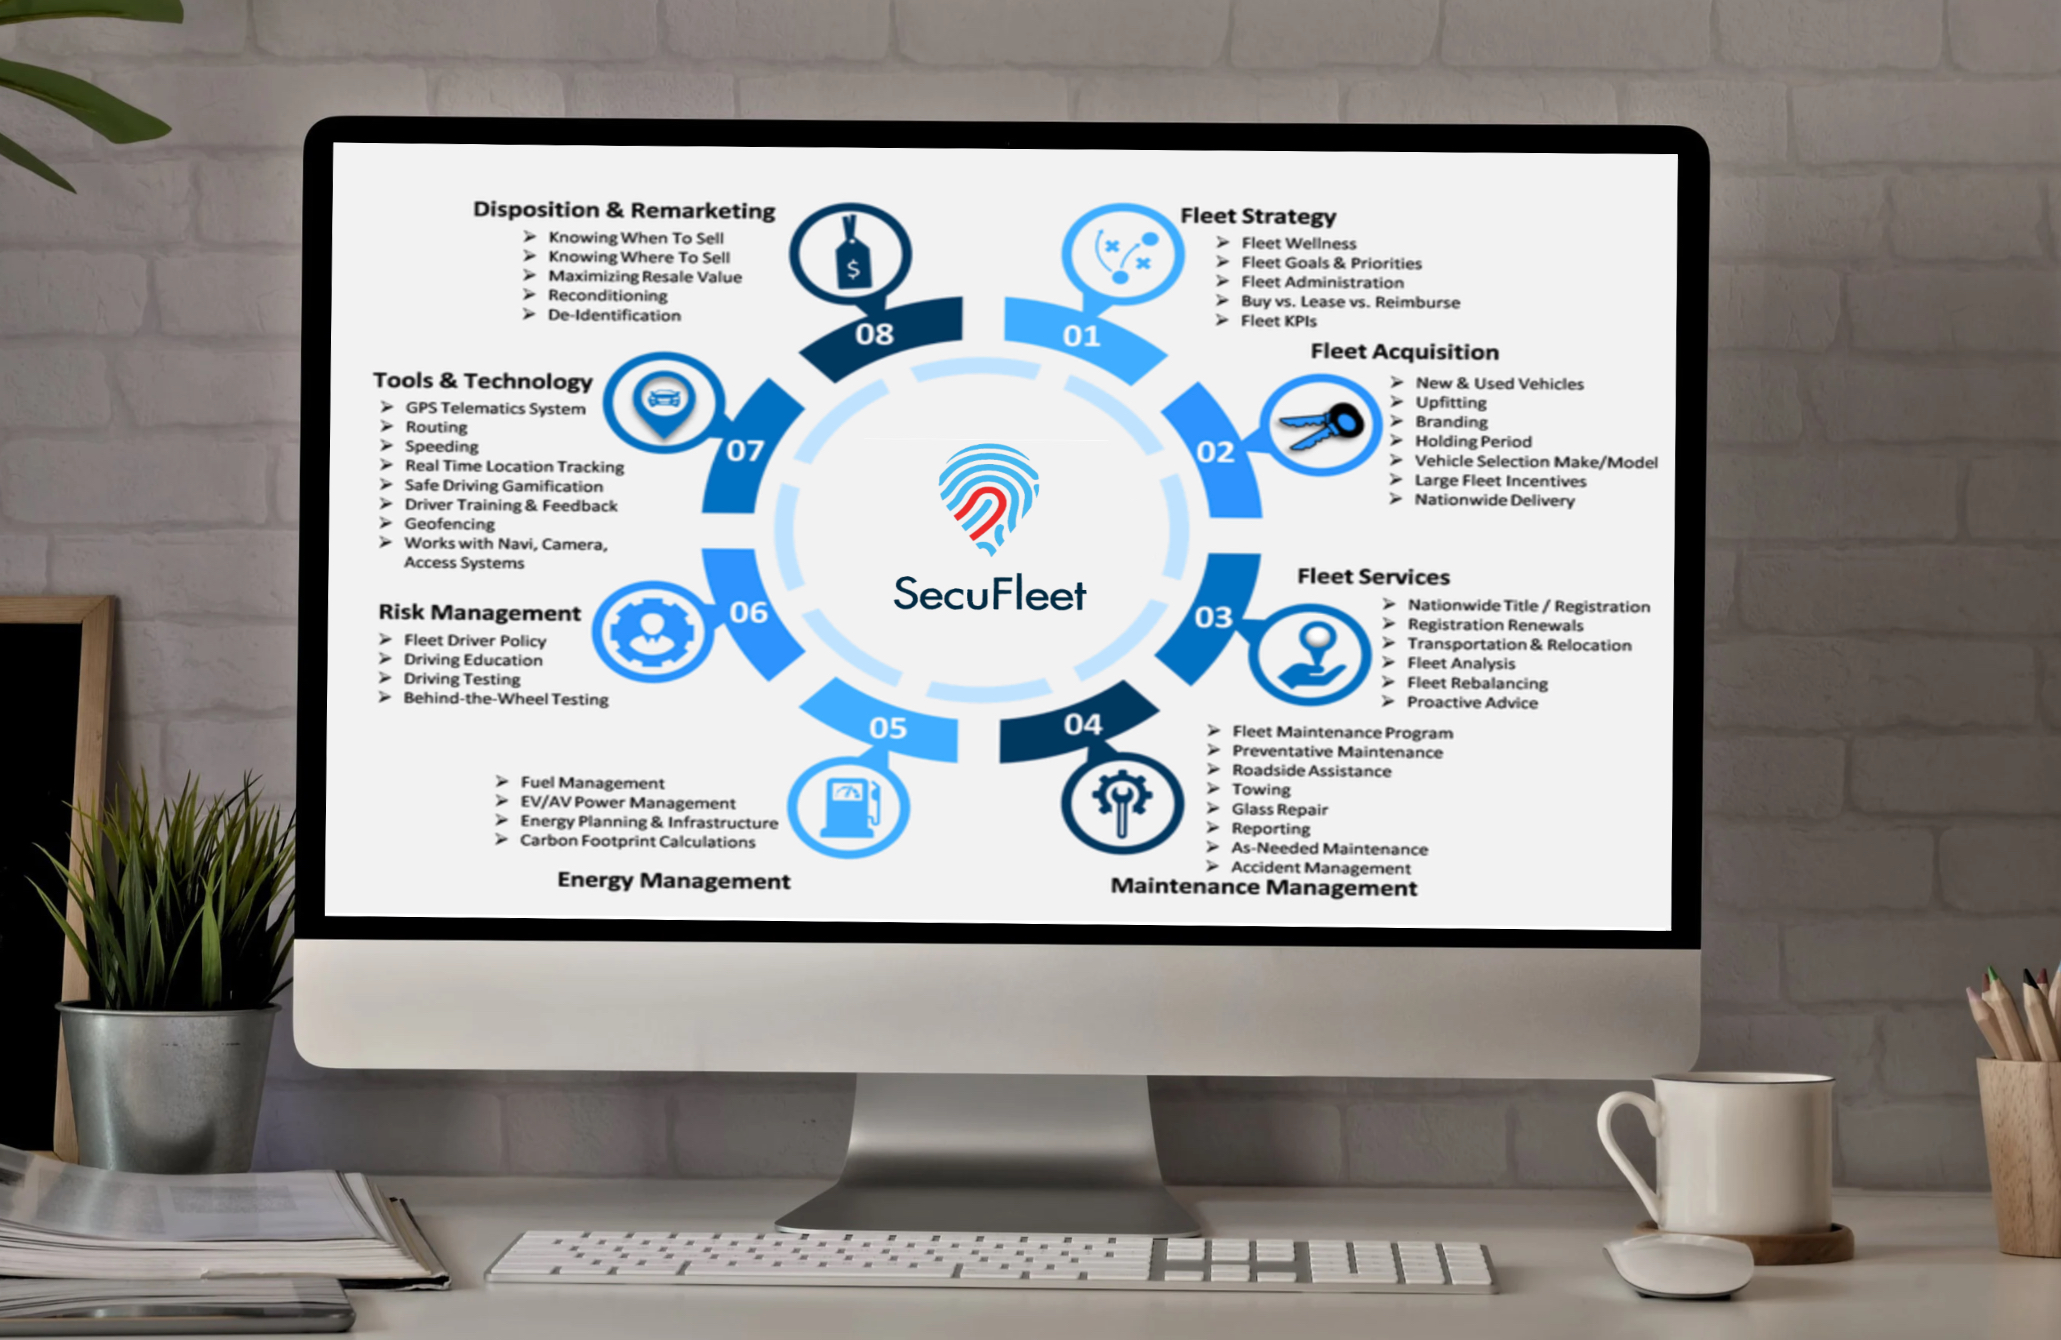 Disposition & Remarketing
Knowing When To Sell
Knowing Where To Sell
Maximizing Resale Value
Reconditioning
De-Identification
08
Fleet Strategy
Fleet Wellness
Fleet Goals & Priorities
Fleet Administration
Buy vs. Lease vs. Reimburse
Fleet KPIs
01
Fleet Acquisition
New & Used Vehicles
Upfitting
Branding
Holding Period
Vehicle Selection Make/Model
Large Fleet Incentives
Nationwide Delivery
02
Tools & Technology
GPS Telematics System
Routing
Speeding
Real Time Location Tracking
Safe Driving Gamification
Driver Training & Feedback
Geofencing
Works with Navi, Camera,
Access Systems
07
SecuFleet
Fleet Services
Nationwide Title / Registration
Registration Renewals
Transportation & Relocation
Fleet Analysis
Fleet Rebalancing
Proactive Advice
03
Risk Management
Fleet Driver Policy
Driving Education
Driving Testing
Behind-the-Wheel Testing
06
05
Fuel Management
EV/AV Power Management
Energy Planning & Infrastructure
Carbon Footprint Calculations
Energy Management
04
Fleet Maintenance Program
Preventative Maintenance
Roadside Assistance
Towing
Glass Repair
Reporting
As-Needed Maintenance
Accident Management
Maintenance Management
$